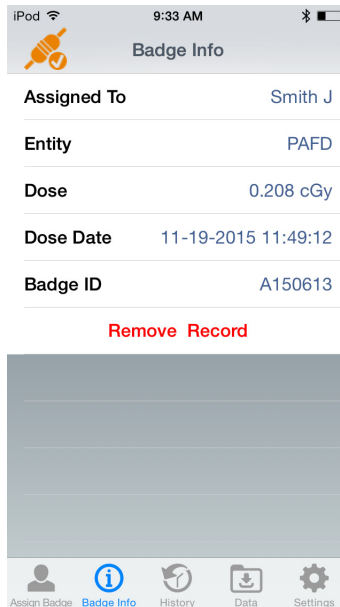 iPod 9:33 AM
Badge Info
Assigned To Smith J
Entity PAFD
Dose 0.208 cGy
Dose Date 11-19-2015 11:49:12
Badge ID A150613
Remove Record
Assign Badge Badge Info History Data Settings